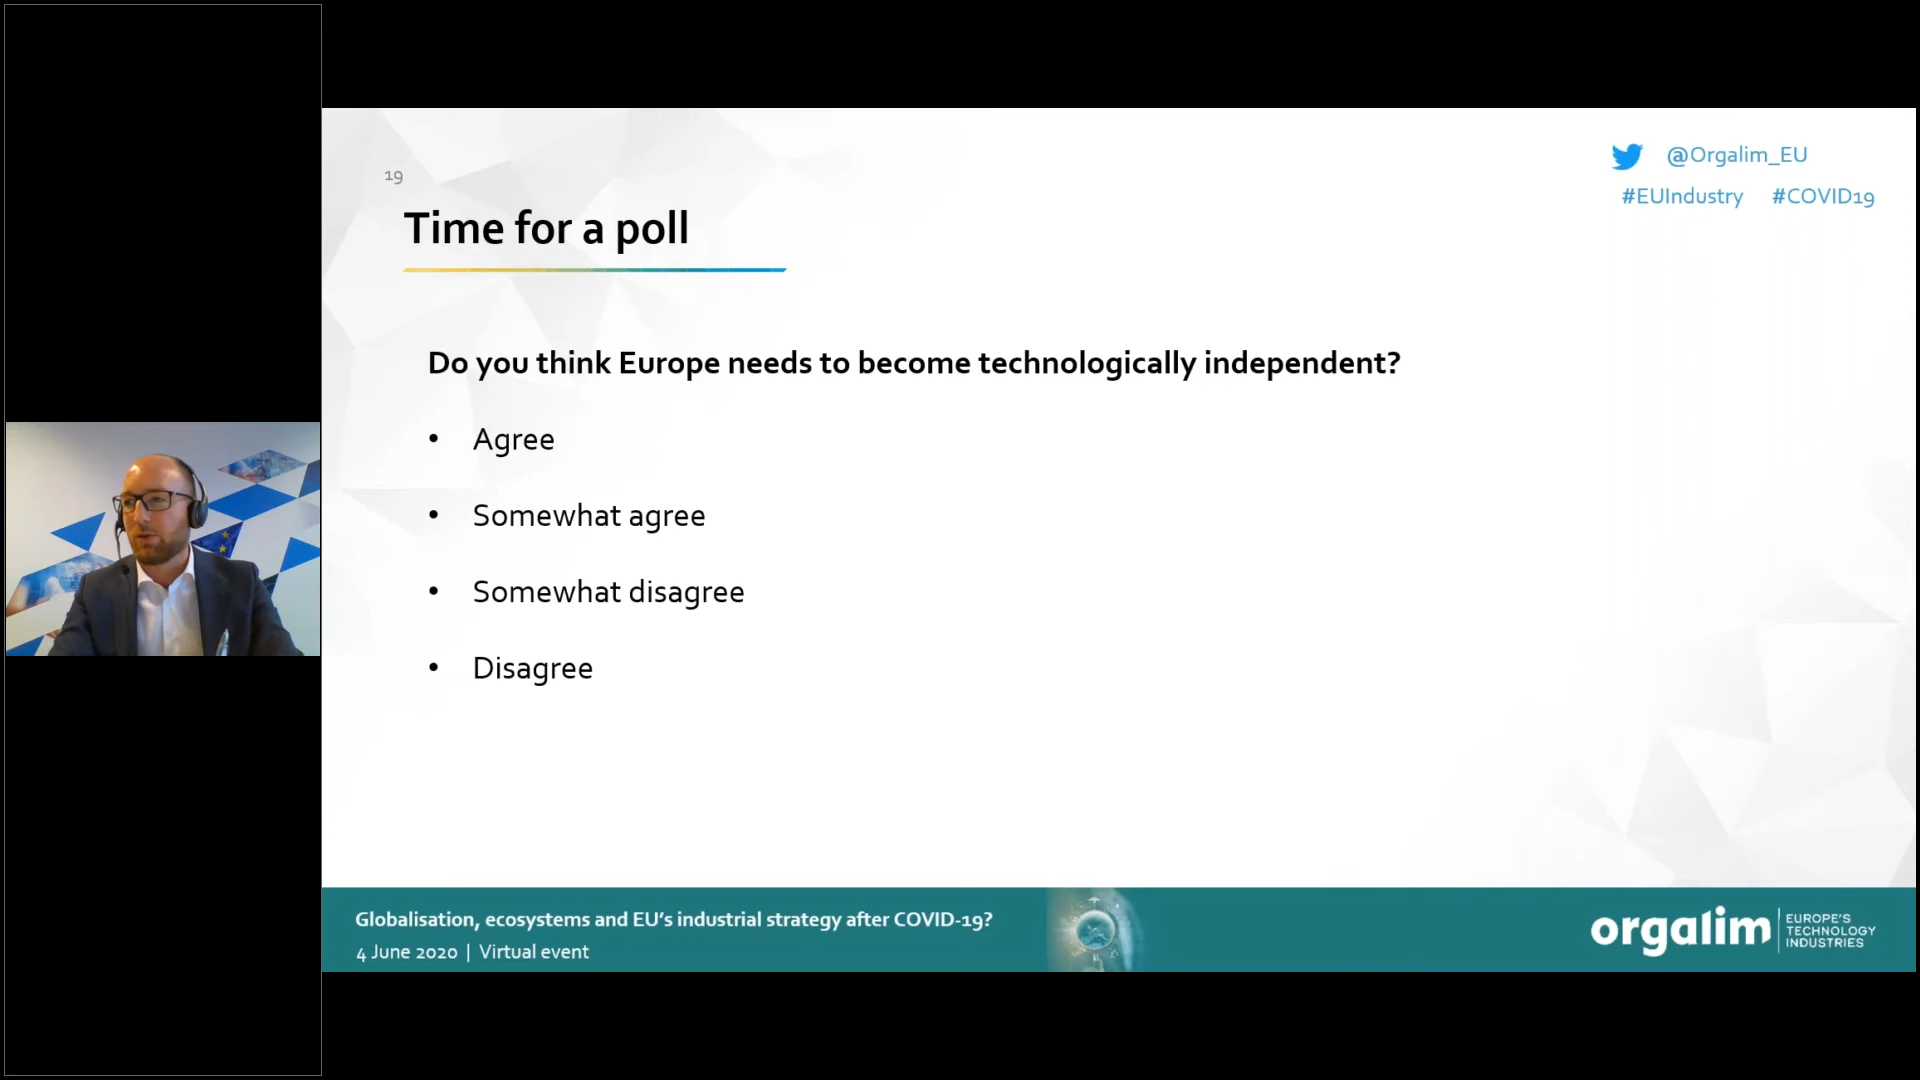 @Orgalim_EU
#EUIndustry #COVID19
19
Time for a poll
Do you think Europe needs to become technologically independent?
• Agree
• Somewhat agree
• Somewhat disagree
• Disagree
Globalisation, ecosystems and EU's industrial strategy after COVID-19?
4 June 2020 | Virtual event
orgalim
EUROPE'S
TECHNOLOGY
INDUSTRIES